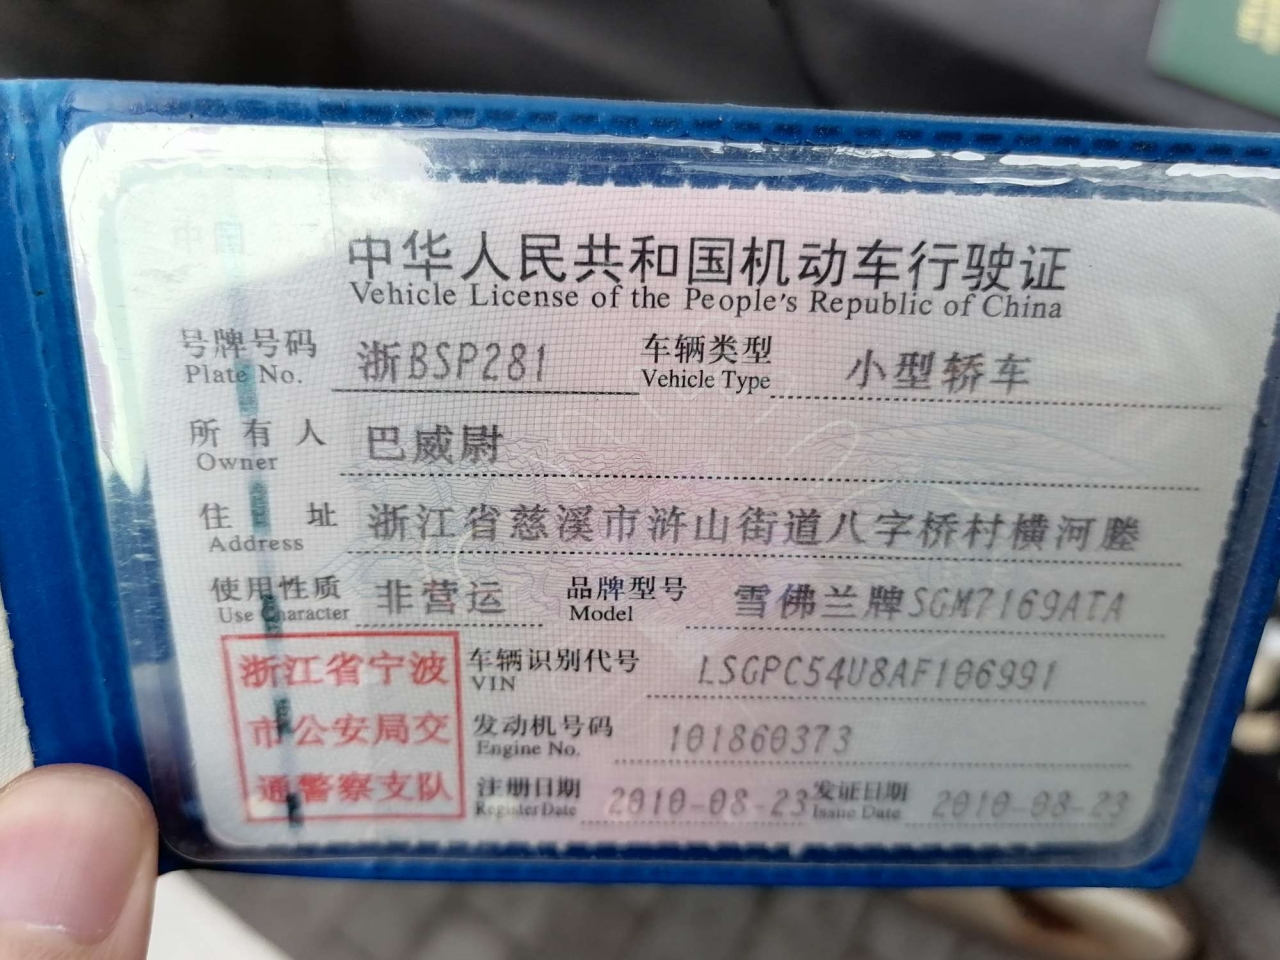 中华人民共和国机动车行驶证
Vehicle License of the People's Republic of China
号牌号码 浙BSP281 车辆类型 小型轿车
Plate No. Vehicle Type
所有人 巴威尉
Owner
住址 浙江省慈溪市浒山街道八字桥村横河塍
Address
使用性质 非营运 品牌型号 雪佛兰牌SGM7169ATA
Use Character Model
浙江省宁波
市公安局交
通警察支队
车辆识别代号 LSGPC54U8AF106991
VIN
发动机号码 101860373
Engine No.
注册日期 2010-08-23 发证日期 2010-08-23
Register Date Issue Date